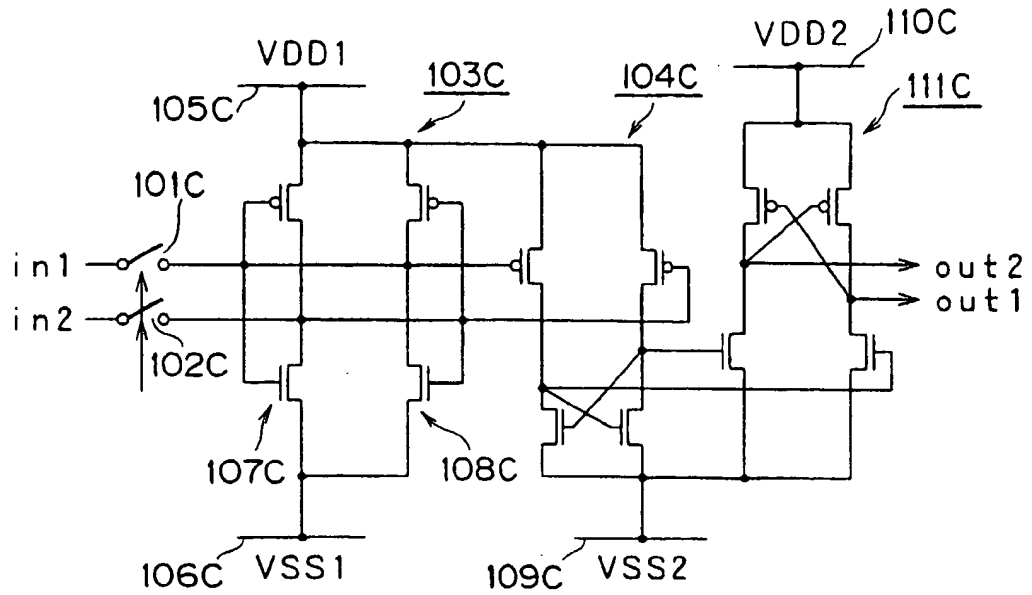 110C
VDD2
VDD1
103C
104C
111C
105C
101C
in1
out2
out1
in2
102C
107C
108C
106C
VSS1
109C
VSS2